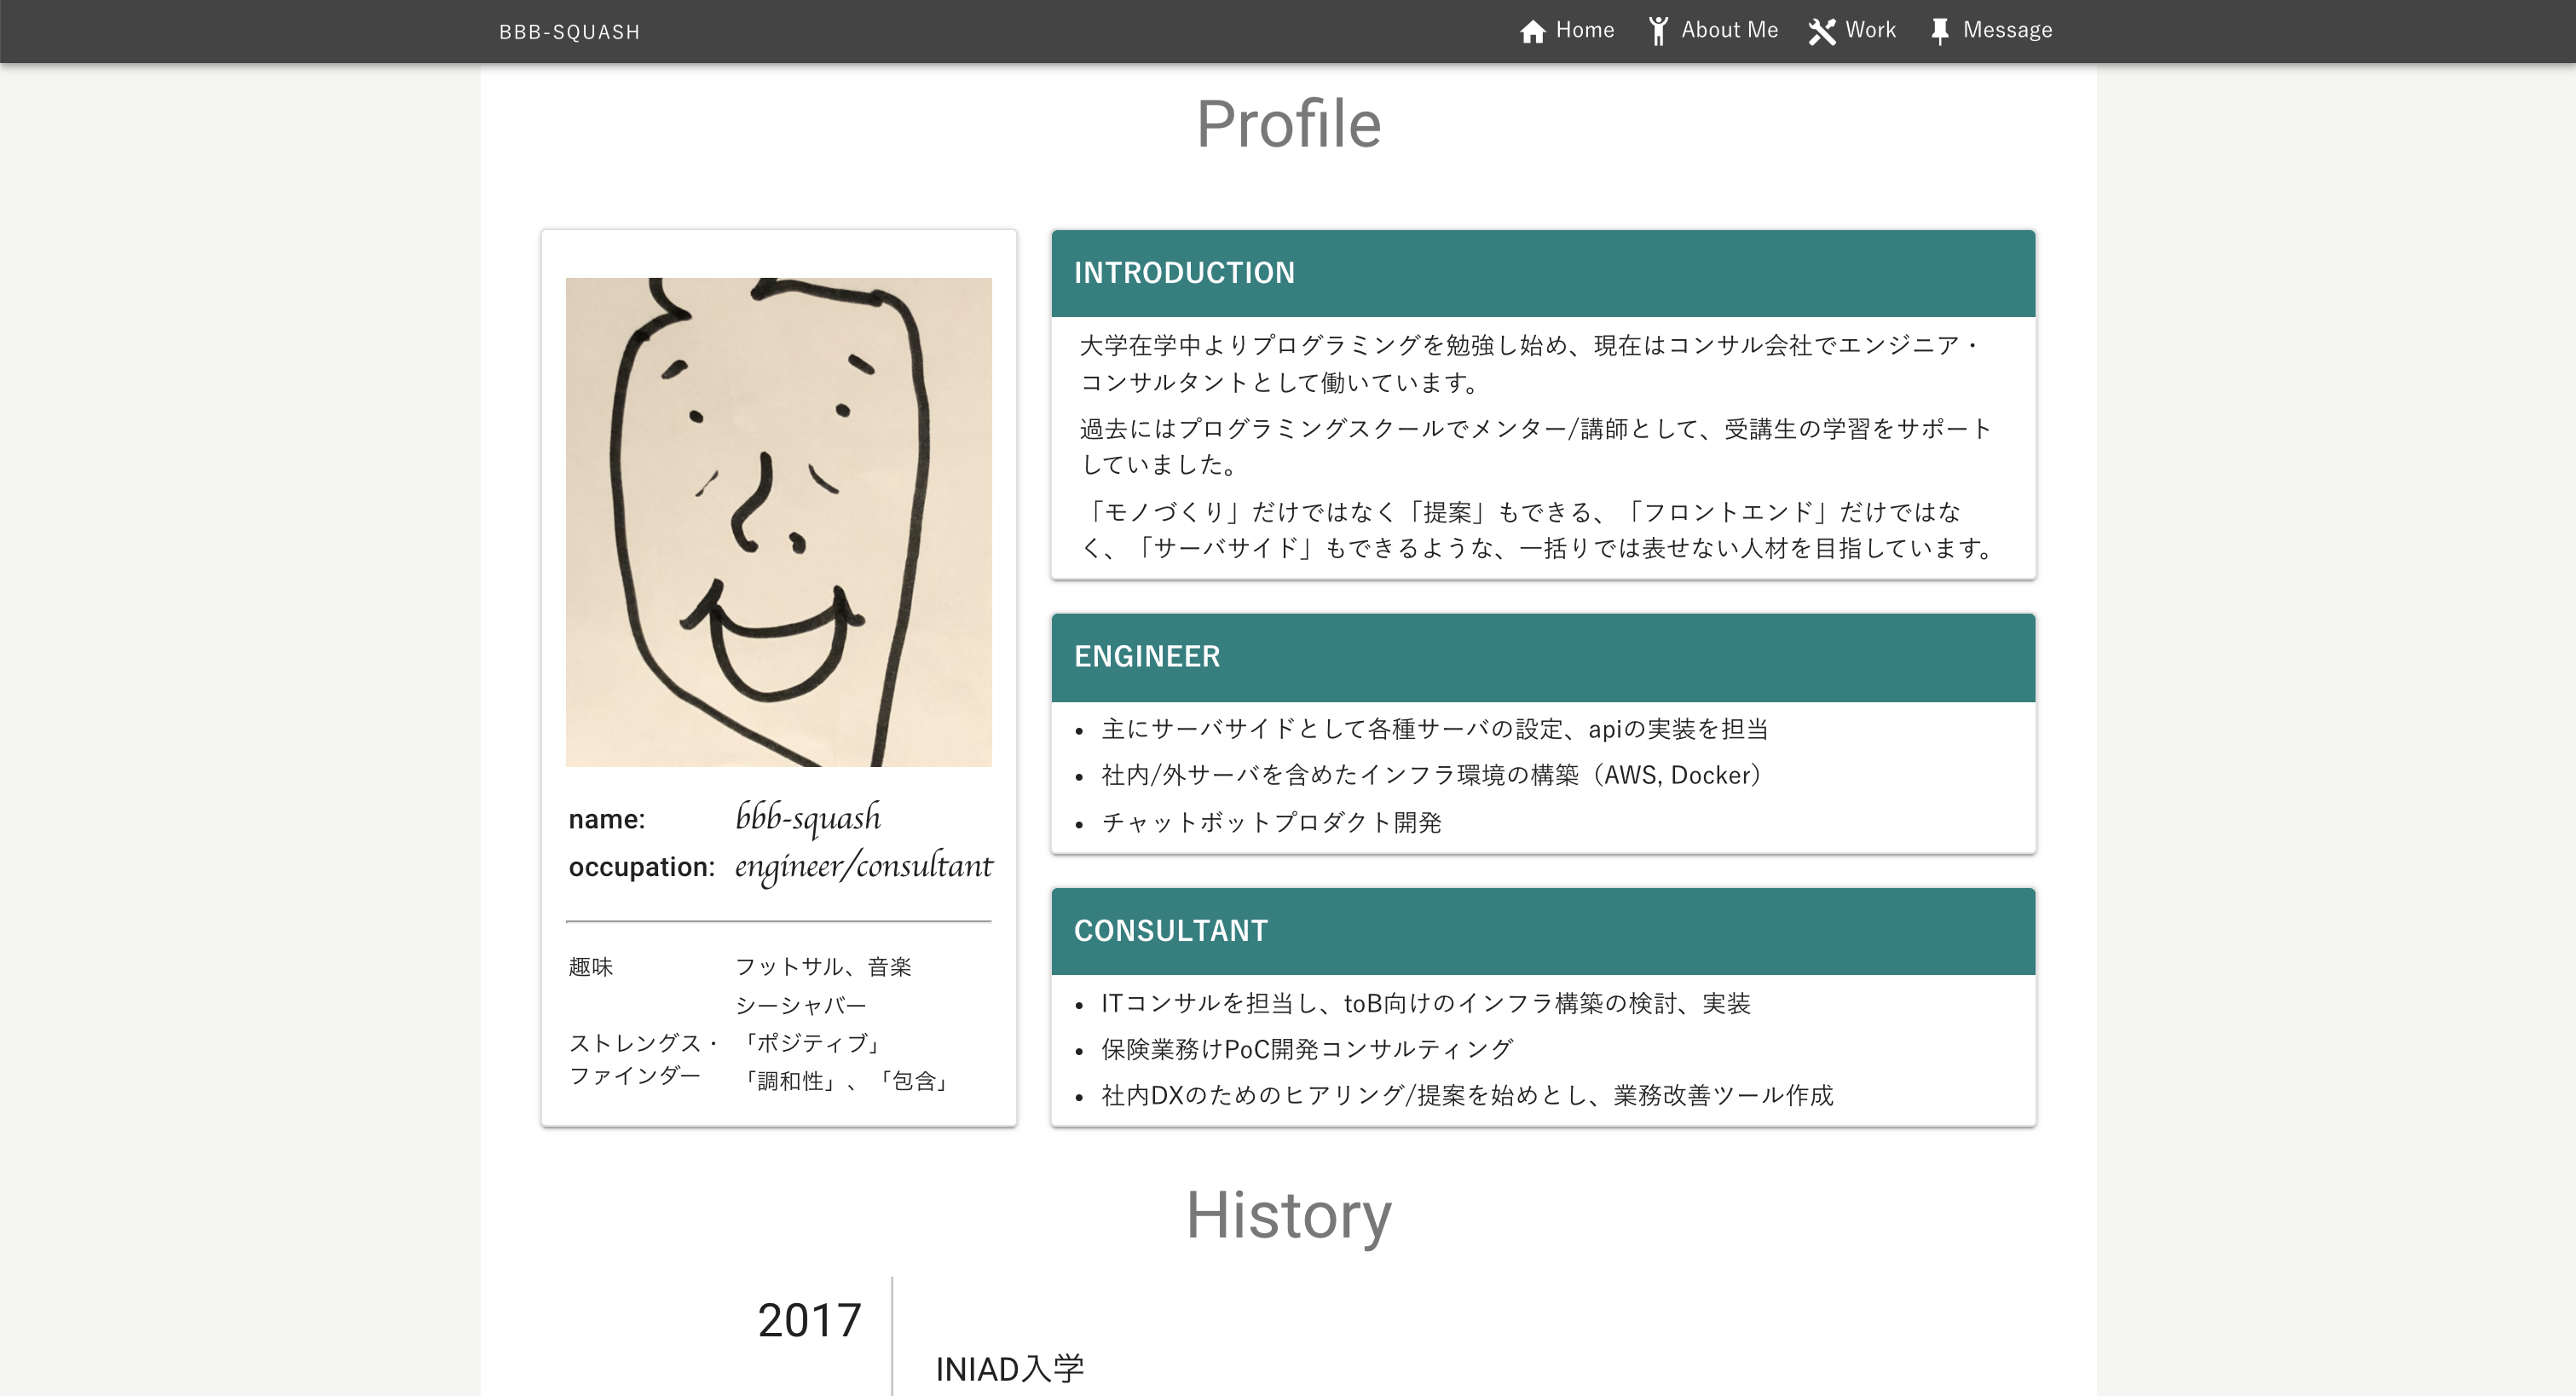 BBB-SQUASH
Home
About Me
Work
Message
Profile
name: bbb-squash
occupation: engineer/consultant
趣味 フットサル、音楽
シーシャバー
ストレングス・ファインダー
「ポジティブ」
「調和性」、「包含」
INTRODUCTION
大学在学中よりプログラミングを勉強し始め、現在はコンサル会社でエンジニア・
コンサルタントとして働いています。
過去にはプログラミングスクールでメンター/講師として、受講生の学習をサポート
していました。
「モノづくり」だけではなく「提案」もできる、「フロントエンド」だけではな
く、「サーバサイド」もできるような、一括りでは表せない人材を目指しています。
ENGINEER
• 主にサーバサイドとして各種サーバの設定、apiの実装を担当
• 社内/外サーバを含めたインフラ環境の構築（AWS, Docker）
• チャットボットプロダクト開発
CONSULTANT
• ITコンサルを担当し、toB向けのインフラ構築の検討、実装
• 保険業務けPoC開発コンサルティング
• 社内DXのためのヒアリング/提案を始めとし、業務改善ツール作成
History
2017
INIAD入学